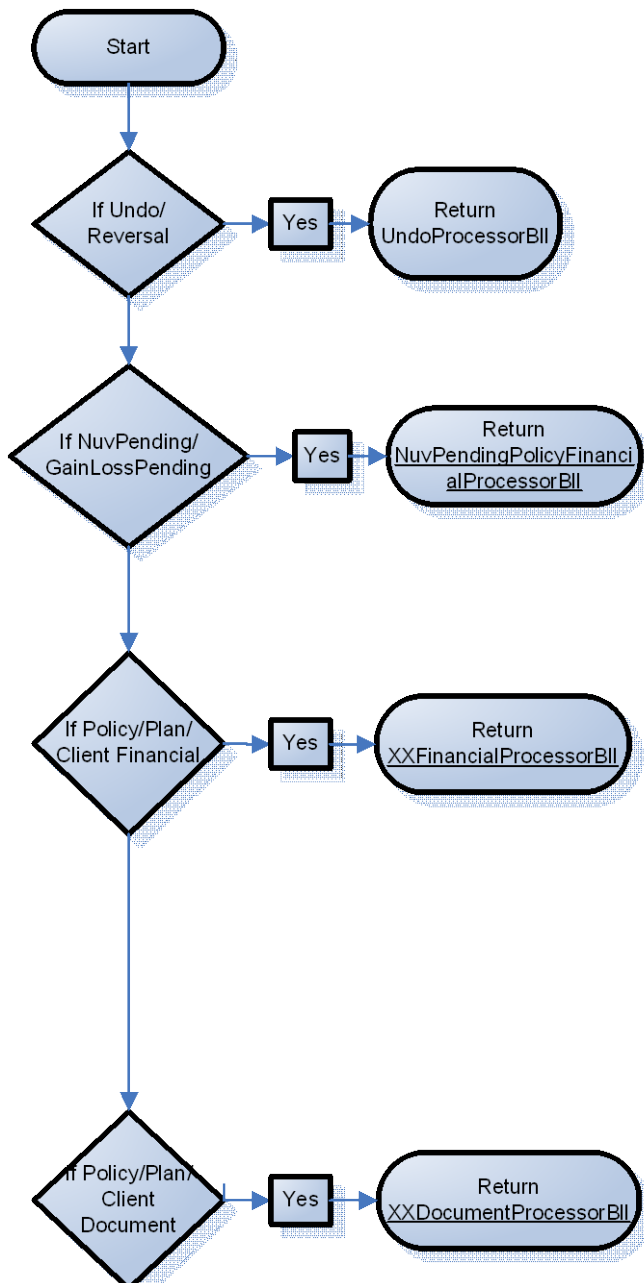 Start
If Undo/
Reversal
Yes
Return
UndoProcessorBll
If NuvPending/
GainLossPending
Yes
Return
NuvPendingPolicyFinanci
alProcessorBll
If Policy/Plan/
Client Financial
Yes
Return
XXFinancialProcessorBll
If Policy/Plan/
Client
Document
Yes
Return
XXDocumentProcessorBll